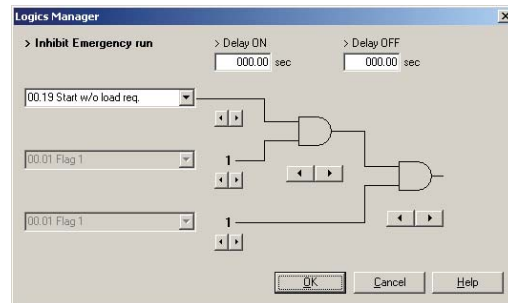 Logics Manager
> Inhibit Emergency run
> Delay ON
> Delay OFF
000.00 sec
000.00 sec
00.19 Start w/o load req.
00.01 Flag 1
1
00.01 Flag 1
1
OK
Cancel
Help